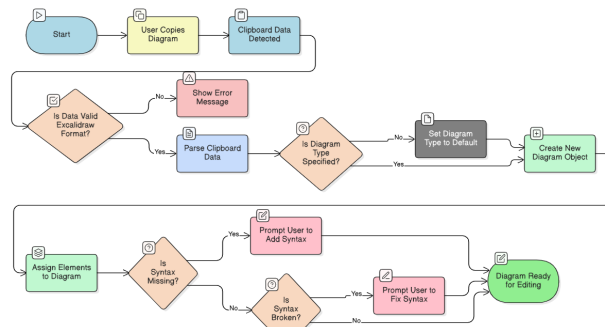 Start
User Copies
Diagram
Clipboard Data
Detected
Is Data Valid
Excalidraw
Format?
No
Show Error
Message
Yes
Parse Clipboard
Data
Is Diagram
Type
Specified?
No
Set Diagram
Type to Default
Yes
Create New
Diagram Object
Assign Elements
to Diagram
Is
Syntax
Missing?
Yes
Prompt User to
Add Syntax
No
Is
Syntax
Broken?
Yes
Prompt User to
Fix Syntax
No
Diagram Ready
for Editing